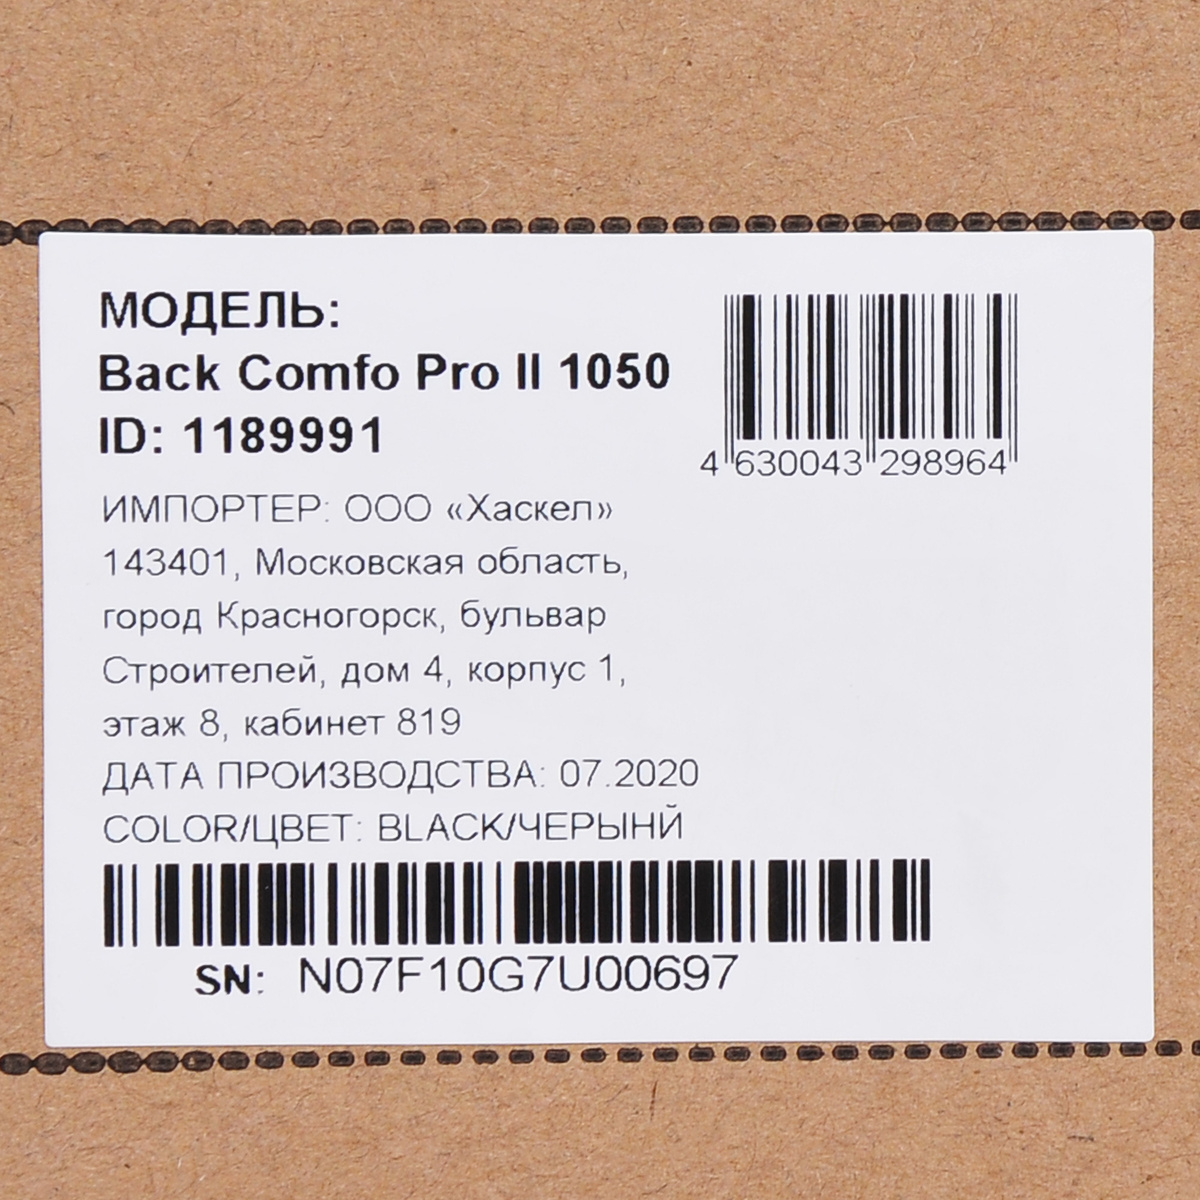 МОДЕЛЬ:
Back Comfo Pro II 1050
ID: 1189991
4 630043 298964
ИМПОРТЕР: ООО «Хаскел»
143401, Московская область,
город Красногорск, бульвар
Строителей, дом 4, корпус 1,
этаж 8, кабинет 819
ДАТА ПРОИЗВОДСТВА: 07.2020
COLOR/ЦВЕТ: BLACK/ЧЕРЫНЙ
SN: N07F10G7U00697